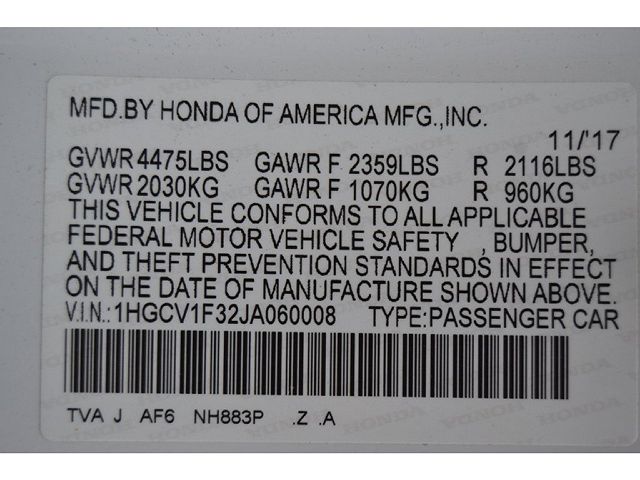 MFD.BY HONDA OF AMERICA MFG.,INC.
11/'17
GVWR 4475LBS GAWR F 2359LBS R 2116LBS
GVWR 2030KG GAWR F 1070KG R 960KG
THIS VEHICLE CONFORMS TO ALL APPLICABLE
FEDERAL MOTOR VEHICLE SAFETY , BUMPER,
AND THEFT PREVENTION STANDARDS IN EFFECT
ON THE DATE OF MANUFACTURE SHOWN ABOVE.
V.I.N.:1HGCV1F32JA060008 TYPE:PASSENGER CAR
TVA J AF6 NH883P .Z .A